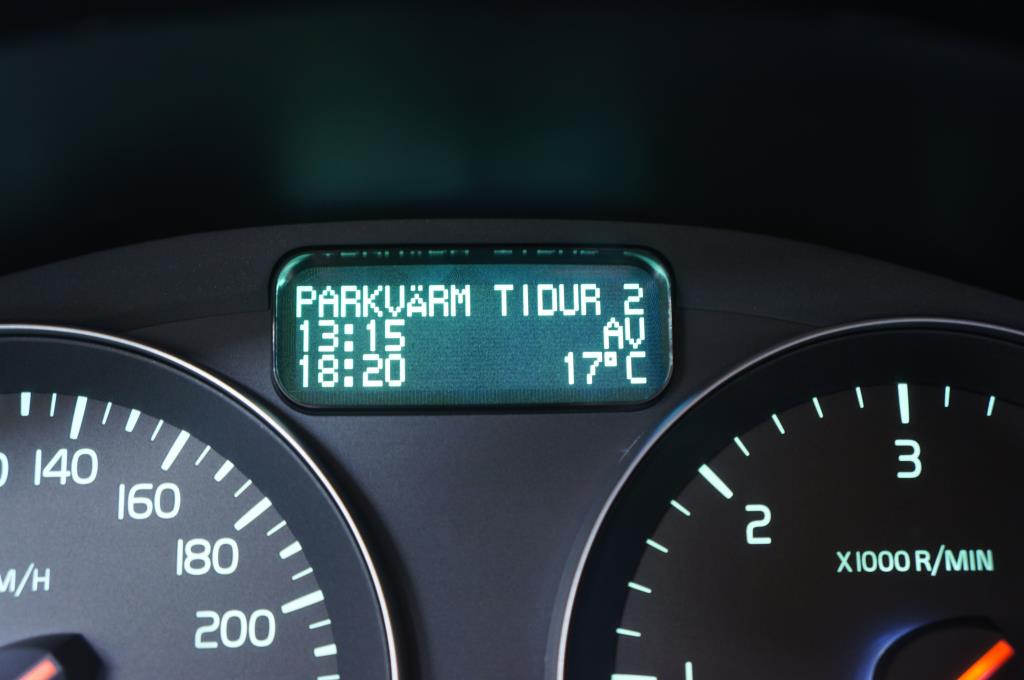 PARKVÄRM TIDUR 2
13:15 AV
18:20 17°C
140
160
180
200
M/H
2
3
X1000 R/MIN